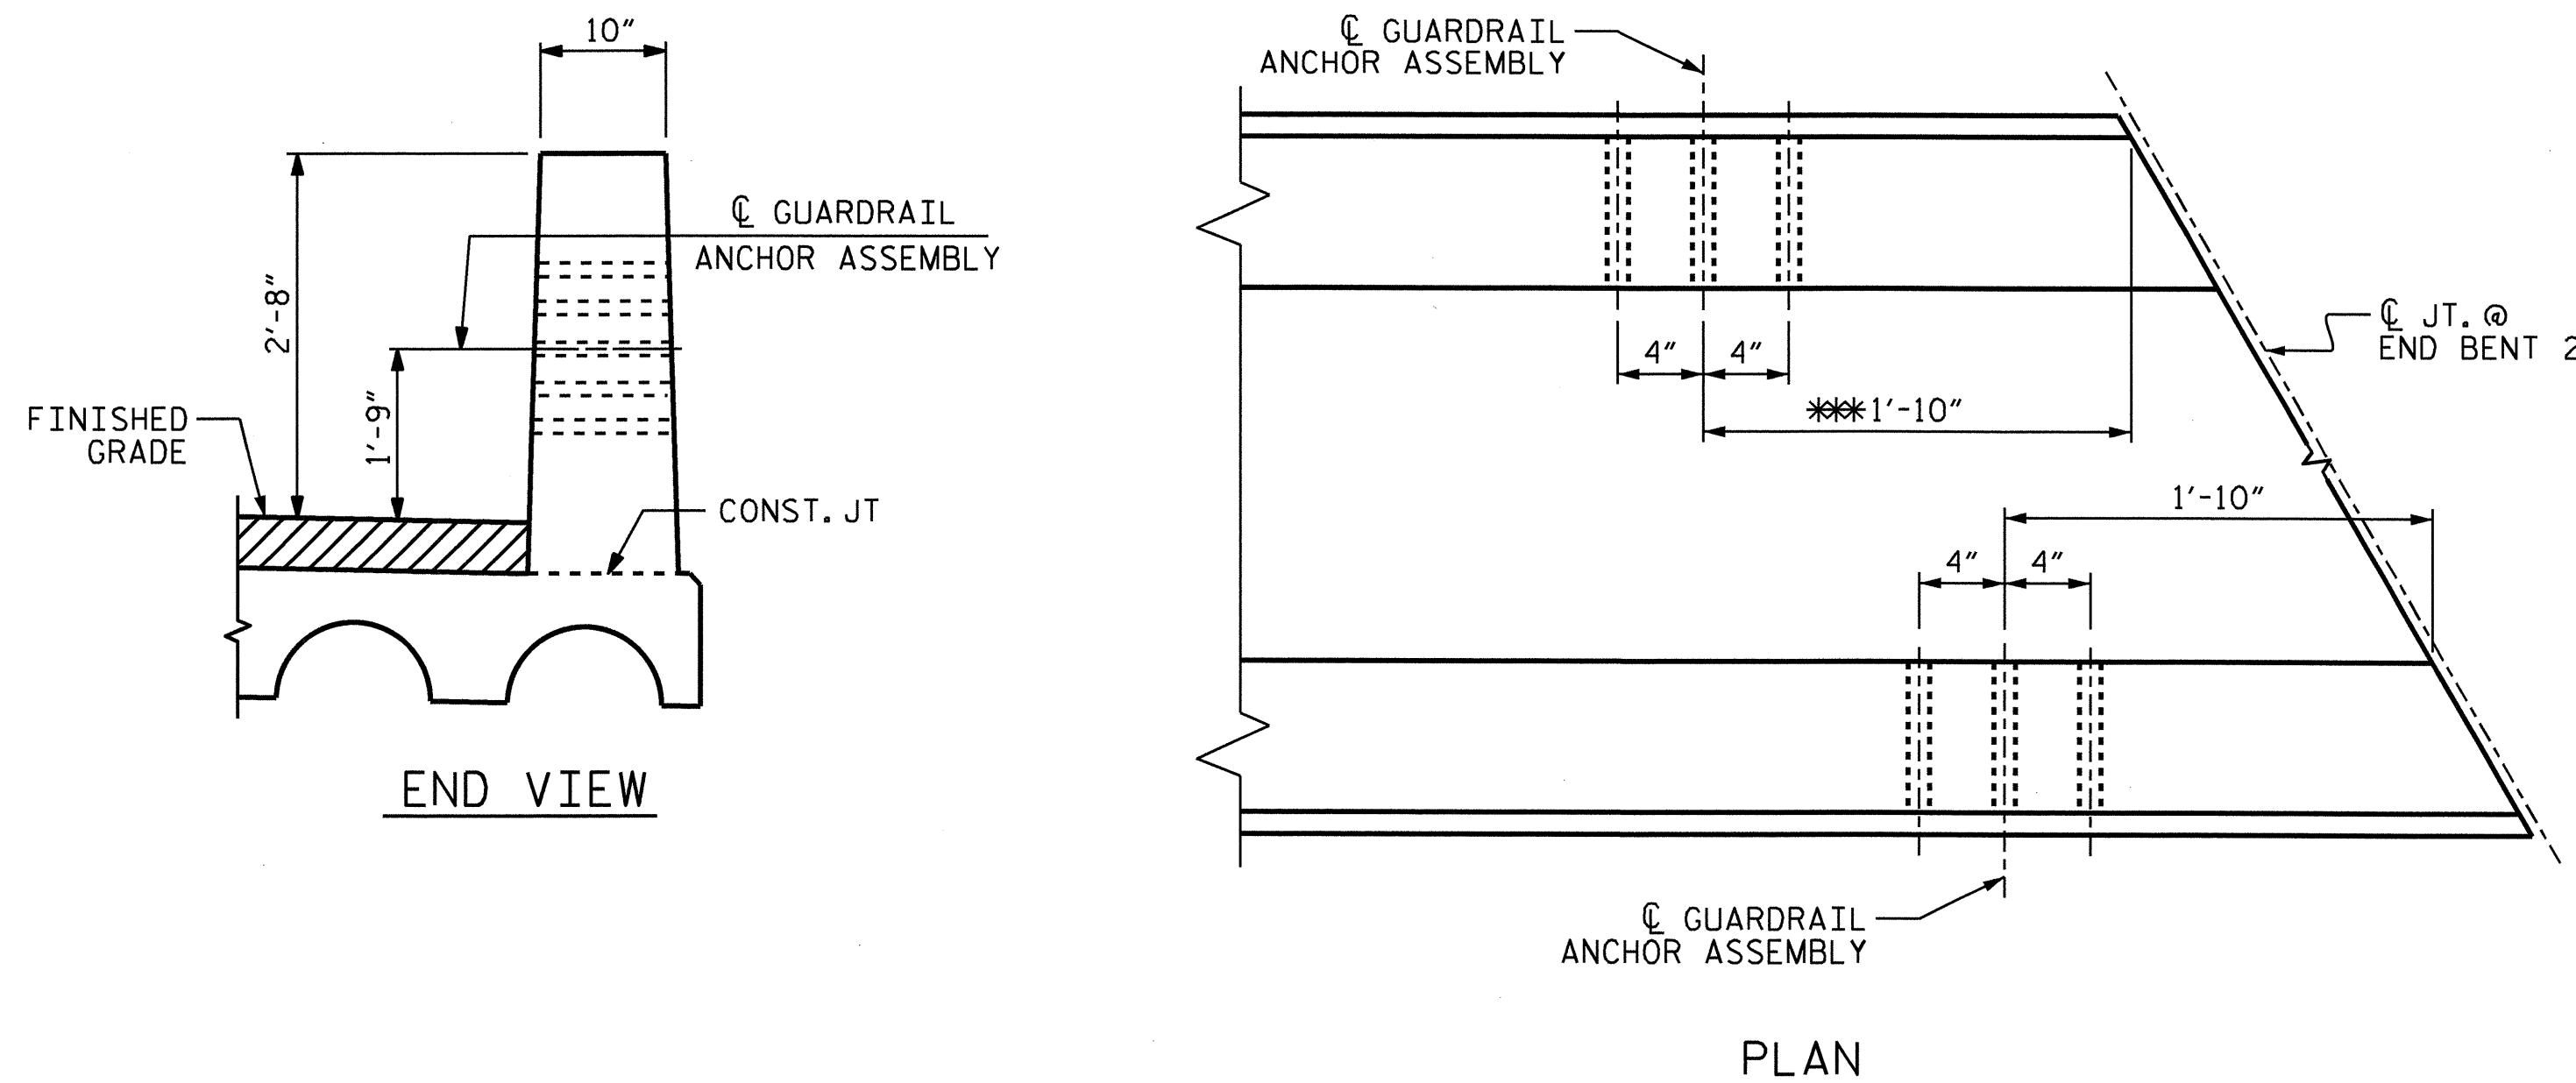 10″
℄ GUARDRAIL
ANCHOR ASSEMBLY
2′-8″
1′-9″
FINISHED
GRADE
CONST. JT
END VIEW
℄ GUARDRAIL
ANCHOR ASSEMBLY
4″ 4″
***1′-10″
℄ JT. @
END BENT 2
1′-10″
4″ 4″
℄ GUARDRAIL
ANCHOR ASSEMBLY
PLAN